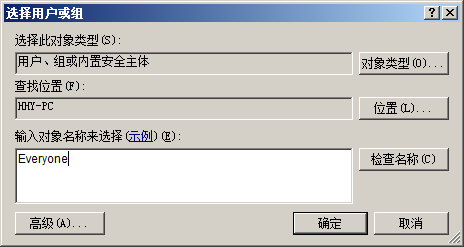 选择用户或组
选择此对象类型(S):
用户、组或内置安全主体
对象类型(O)...
查找位置(F):
HHY-PC
位置(L)...
输入对象名称来选择(示例)(E):
Everyone
检查名称(C)
高级(A)...
确定
取消